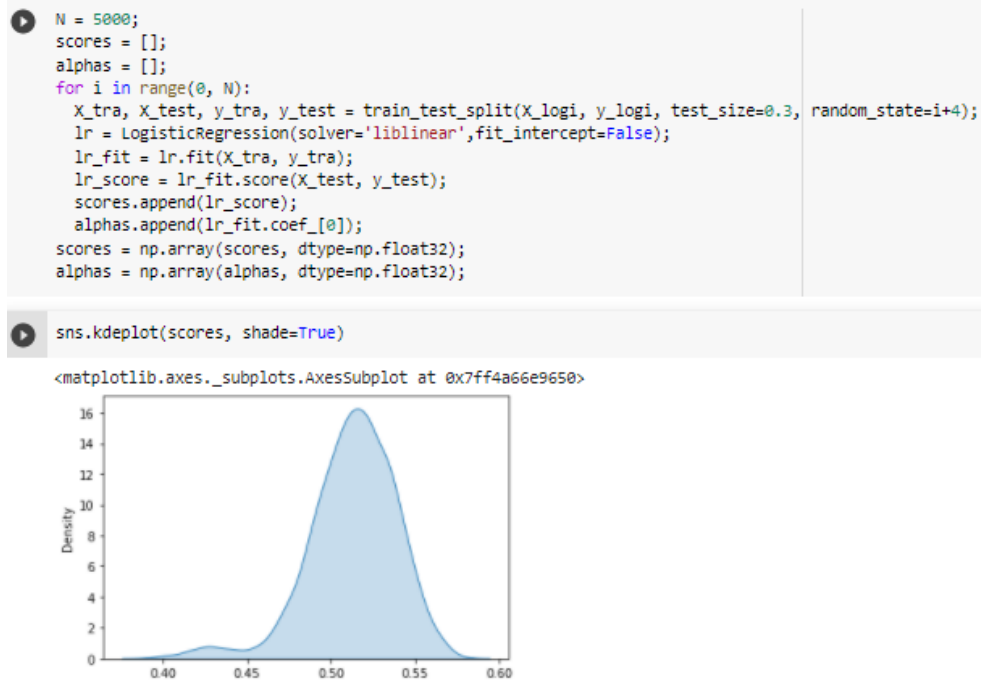 N = 5000;
scores = [];
alphas = [];
for i in range(0, N):
  X_tra, X_test, y_tra, y_test = train_test_split(X_logi, y_logi, test_size=0.3, random_state=i+4);
  lr = LogisticRegression(solver='liblinear',fit_intercept=False);
  lr_fit = lr.fit(X_tra, y_tra);
  lr_score = lr_fit.score(X_test, y_test);
  scores.append(lr_score);
  alphas.append(lr_fit.coef_[0]);
scores = np.array(scores, dtype=np.float32);
alphas = np.array(alphas, dtype=np.float32);
sns.kdeplot(scores, shade=True)
<matplotlib.axes._subplots.AxesSubplot at 0x7ff4a66e9650>
16
14
12
10
8
6
4
2
0
Density
0.40 0.45 0.50 0.55 0.60